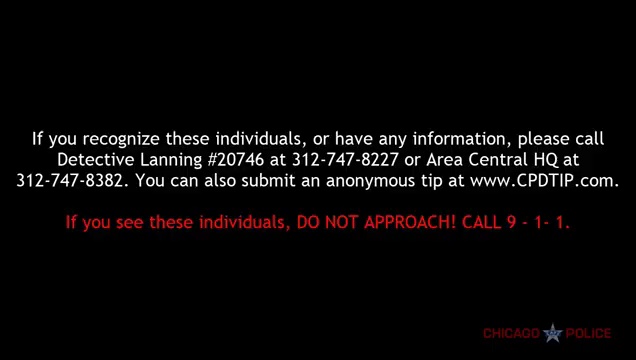 If you recognize these individuals, or have any information, please call
Detective Lanning #20746 at 312-747-8227 or Area Central HQ at
312-747-8382. You can also submit an anonymous tip at www.CPDTIP.com.
If you see these individuals, DO NOT APPROACH! CALL 9 - 1- 1.
CHICAGO POLICE